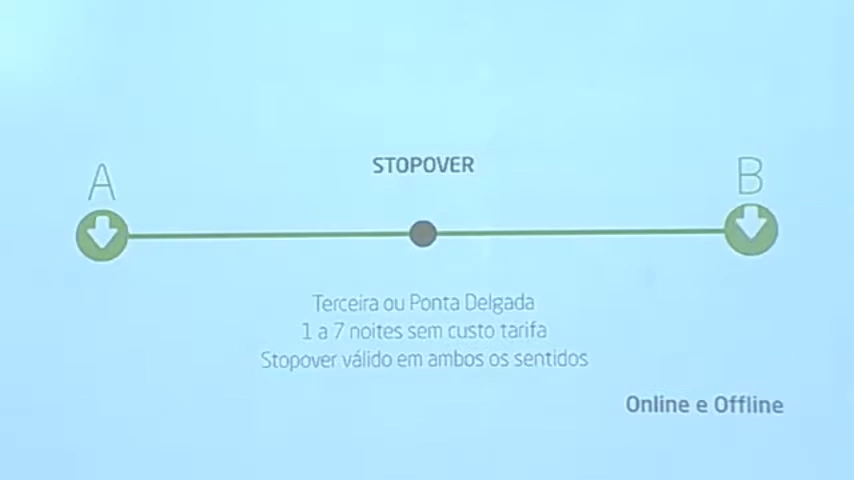 A
STOPOVER
B
Terceira ou Ponta Delgada
1 a 7 noites sem custo tarifa
Stopover válido em ambos os sentidos
Online e Offline